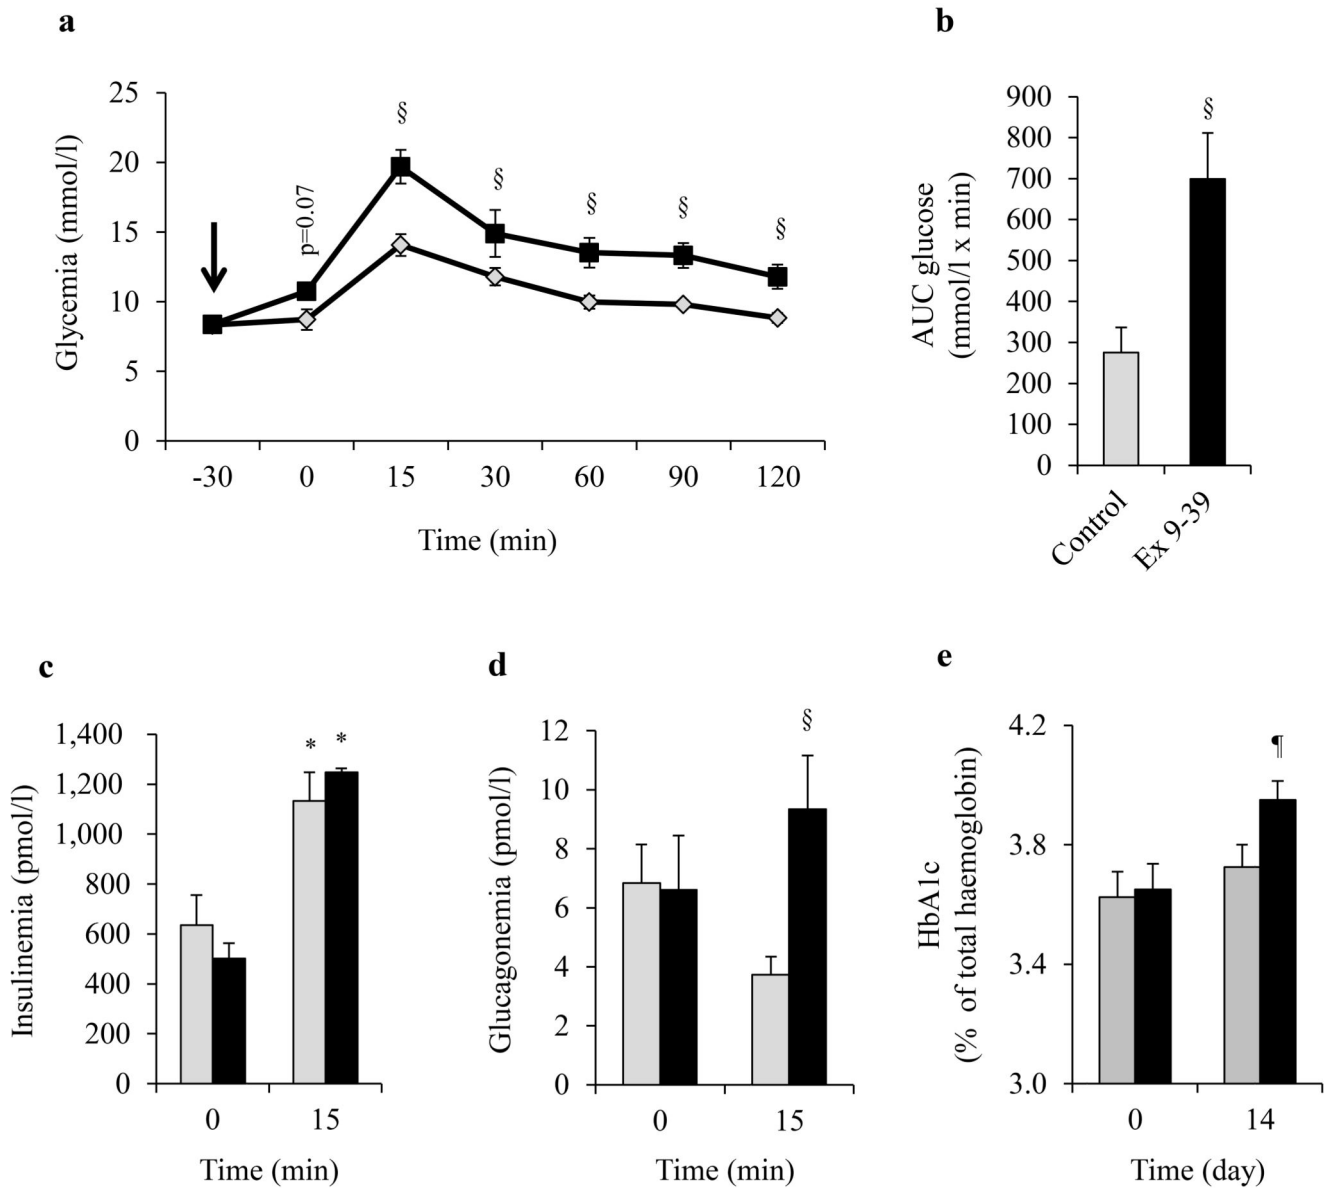 a
25
20
15
10
5
0
Glycemia (mmol/l)
p=0.07
§
§
§
§
§
-30 0 15 30 60 90 120
Time (min)
b
900
800
700
600
500
400
300
200
100
0
AUC glucose
(mmol/l x min)
§
Control
Ex 9-39
c
1,400
1,200
1,000
800
600
400
200
0
Insulinemia (pmol/l)
* *
0 15
Time (min)
d
12
10
8
6
4
2
0
Glucagonemia (pmol/l)
§
0 15
Time (min)
e
4.2
3.8
3.4
3.0
HbA1c
(% of total haemoglobin)
¶
0 14
Time (day)